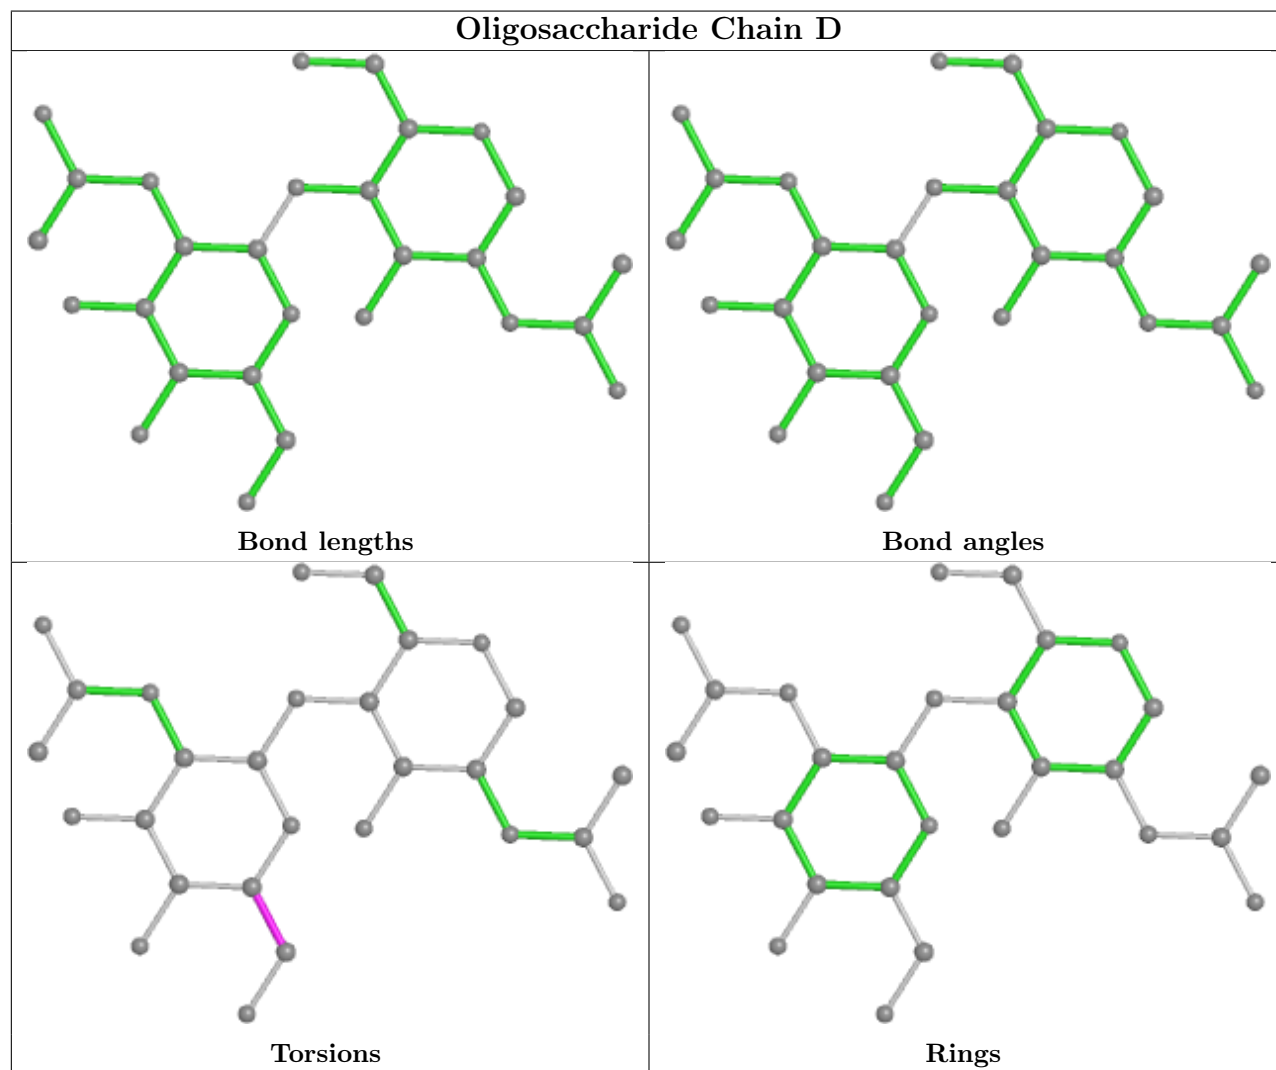 Oligosaccharide Chain D
Bond lengths
Bond angles
Torsions
Rings